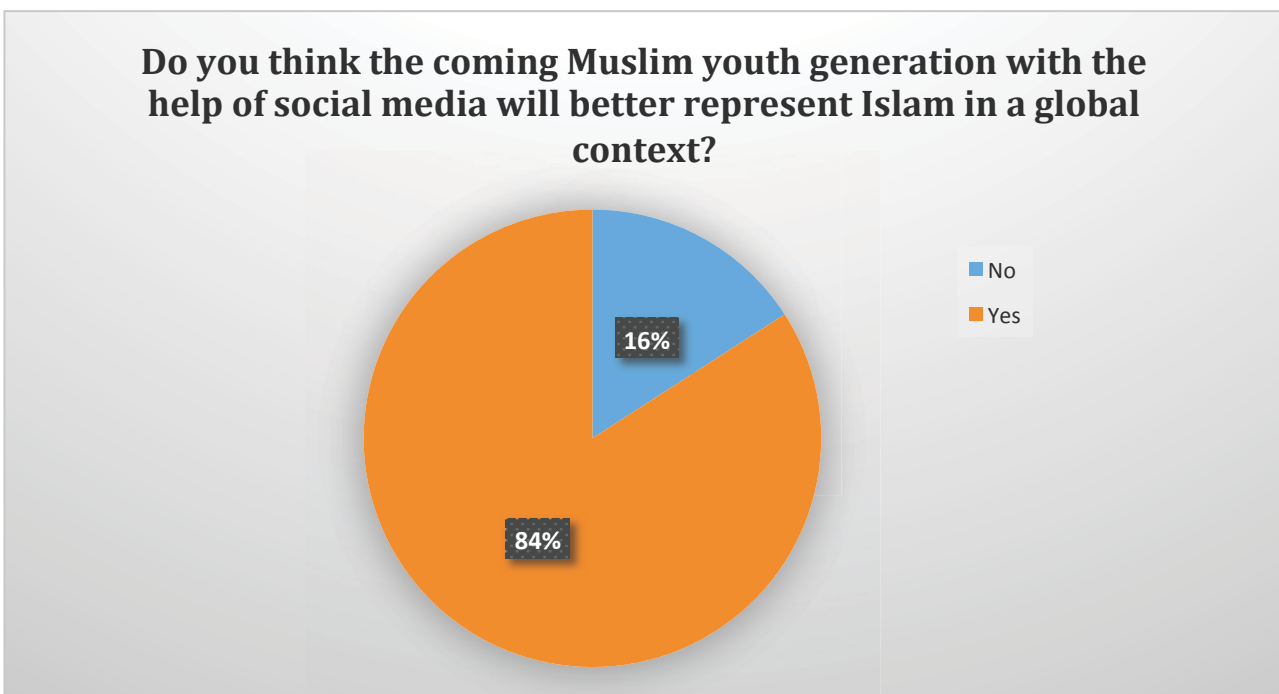 Do you think the coming Muslim youth generation with the
help of social media will better represent Islam in a global
context?
No
Yes
16%
84%